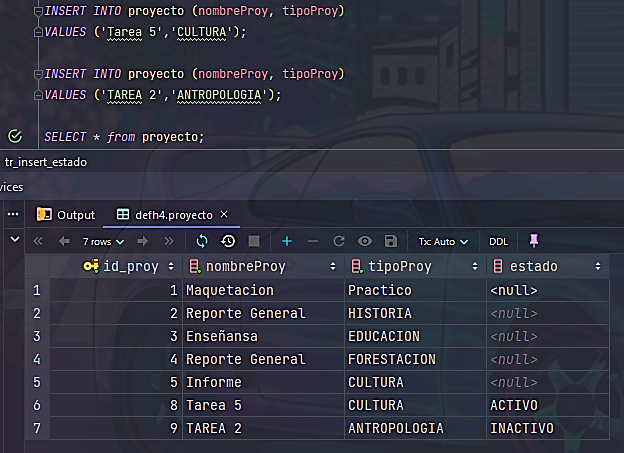 INSERT INTO proyecto (nombreProy, tipoProy)
VALUES ('Tarea 5','CULTURA');
INSERT INTO proyecto (nombreProy, tipoProy)
VALUES ('TAREA 2','ANTROPOLOGIA');
SELECT * from proyecto;
tr_insert_estado
vices
Output defh4.proyecto ×
7 rows Tx: Auto DDL
id_proy nombreProy tipoProy estado
1 1 Maquetacion Practico <null>
2 2 Reporte General HISTORIA <null>
3 3 Enseñansa EDUCACION <null>
4 4 Reporte General FORESTACION <null>
5 5 Informe CULTURA <null>
6 8 Tarea 5 CULTURA ACTIVO
7 9 TAREA 2 ANTROPOLOGIA INACTIVO